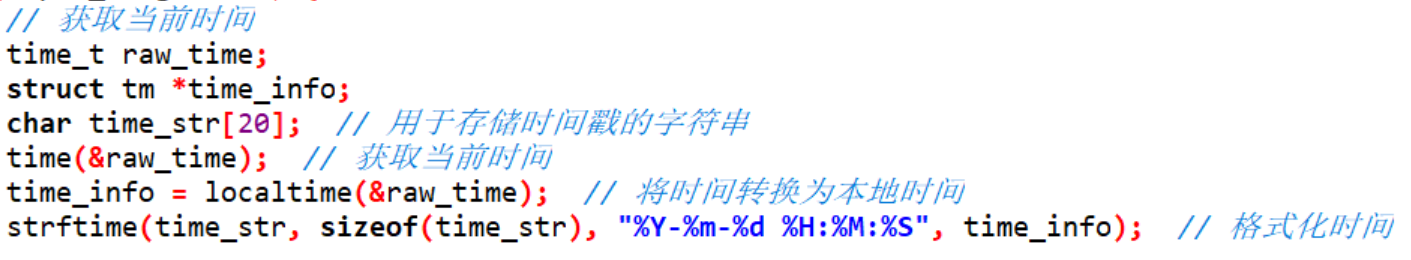 // 获取当前时间
time_t raw_time;
struct tm *time_info;
char time_str[20]; // 用于存储时间戳的字符串
time(&raw_time); // 获取当前时间
time_info = localtime(&raw_time); // 将时间转换为本地时间
strftime(time_str, sizeof(time_str), "%Y-%m-%d %H:%M:%S", time_info); // 格式化时间